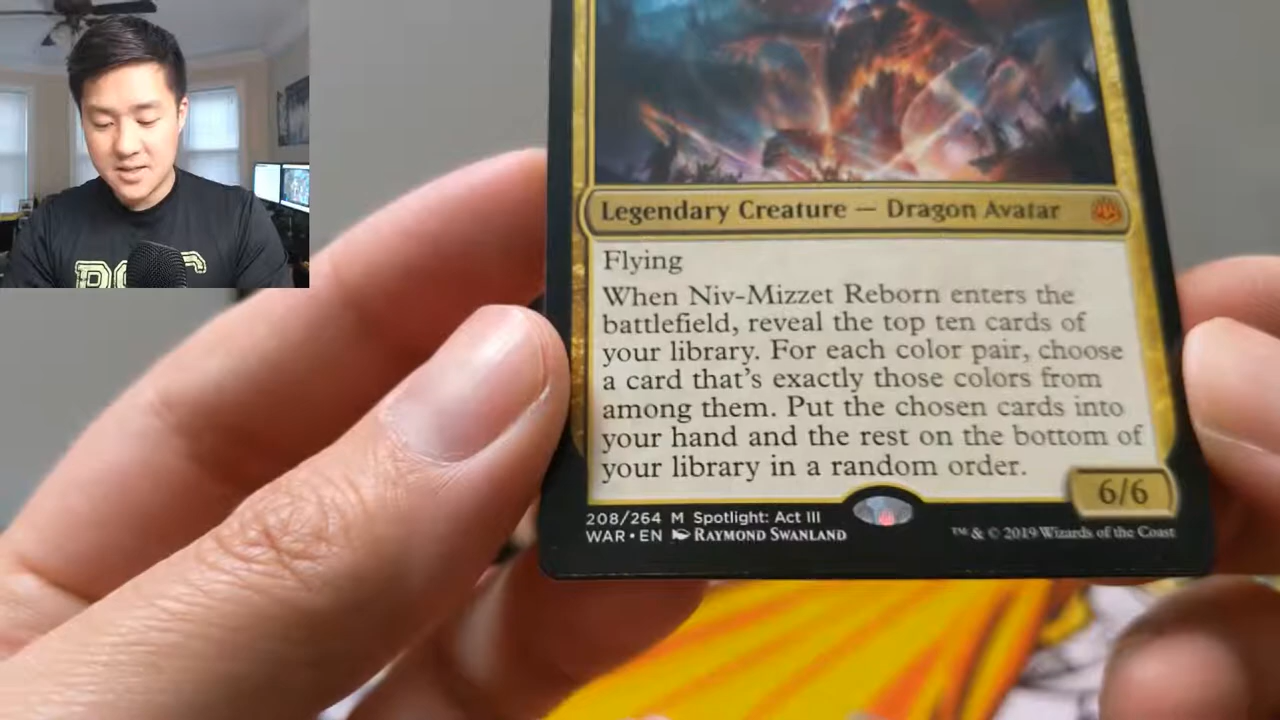 Legendary Creature — Dragon Avatar
Flying
When Niv-Mizzet Reborn enters the
battlefield, reveal the top ten cards of
your library. For each color pair, choose
a card that's exactly those colors from
among them. Put the chosen cards into
your hand and the rest on the bottom of
your library in a random order.
6/6
208/264 M Spotlight: Act III
WAR • EN RAYMOND SWANLAND
™ & © 2019 Wizards of the Coast